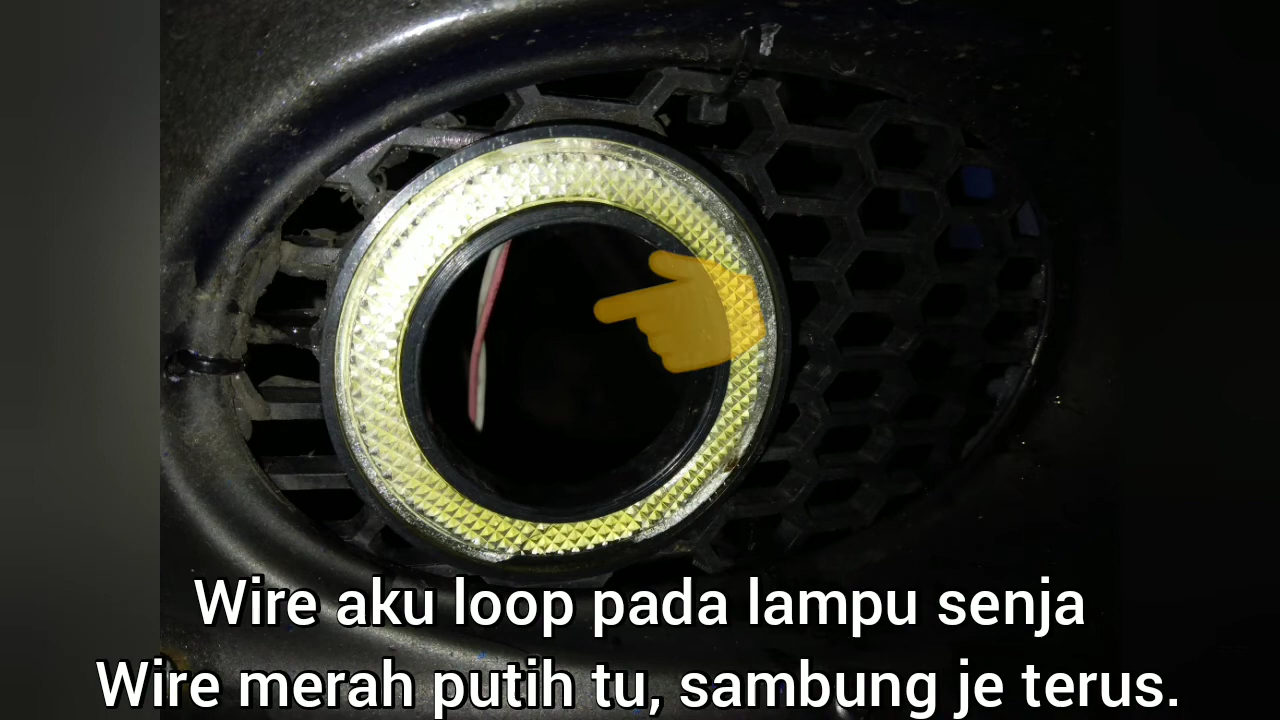 Wire aku loop pada lampu senja
Wire merah putih tu, sambung je terus.